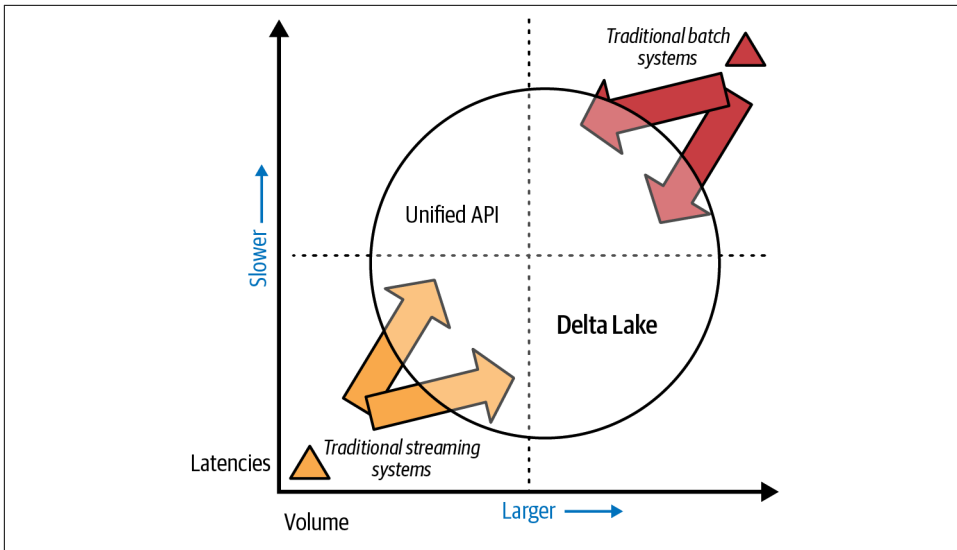 Traditional batch
systems
Slower
Unified API
Delta Lake
Traditional streaming
systems
Latencies
Larger
Volume